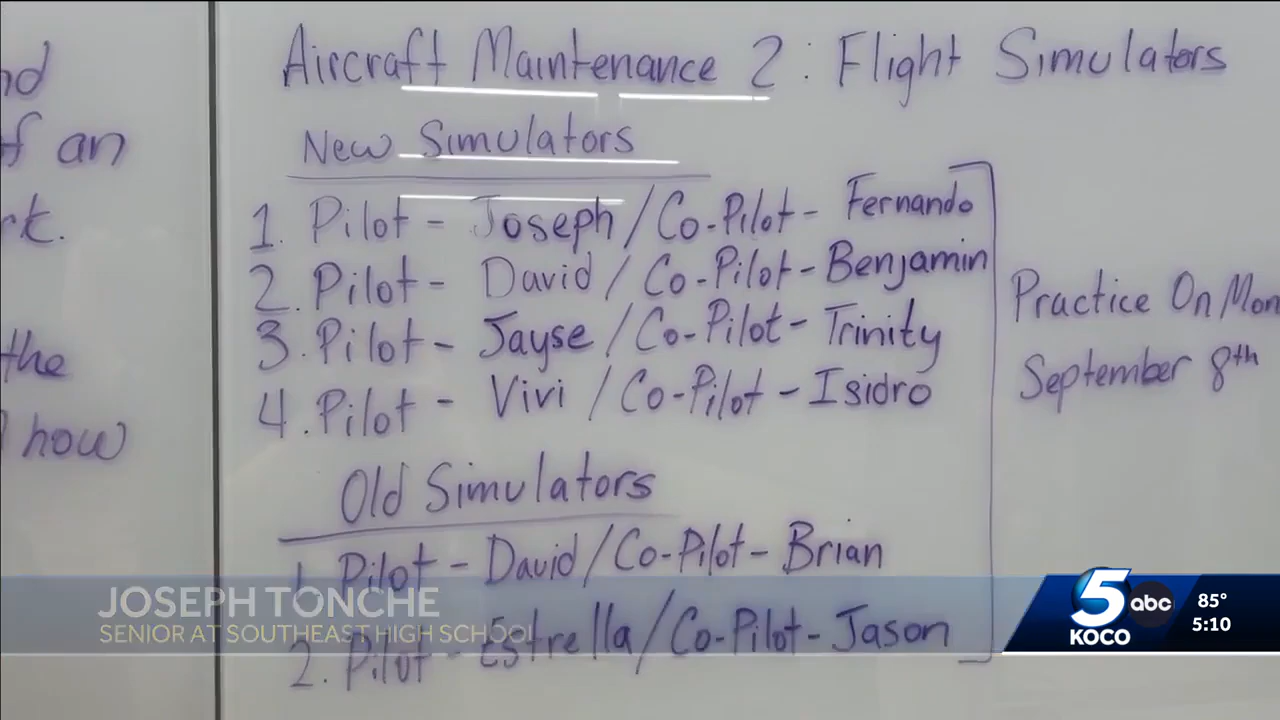 nd
f an
rk.
the
how
Aircraft Maintenance 2: Flight Simulators
New Simulators
1. Pilot - Joseph / Co-Pilot - Fernando
2. Pilot - David / Co-Pilot - Benjamin
3. Pilot - Jayse / Co-Pilot - Trinity
4. Pilot - Vivi / Co-Pilot - Isidro
Practice On Mon
September 8th
Old Simulators
1. Pilot - David / Co-Pilot - Brian
2. Pilot - Estrella / Co-Pilot - Jason
JOSEPH TONCHE
SENIOR AT SOUTHEAST HIGH SCHOOL
5 abc
KOCO
85°
5:10